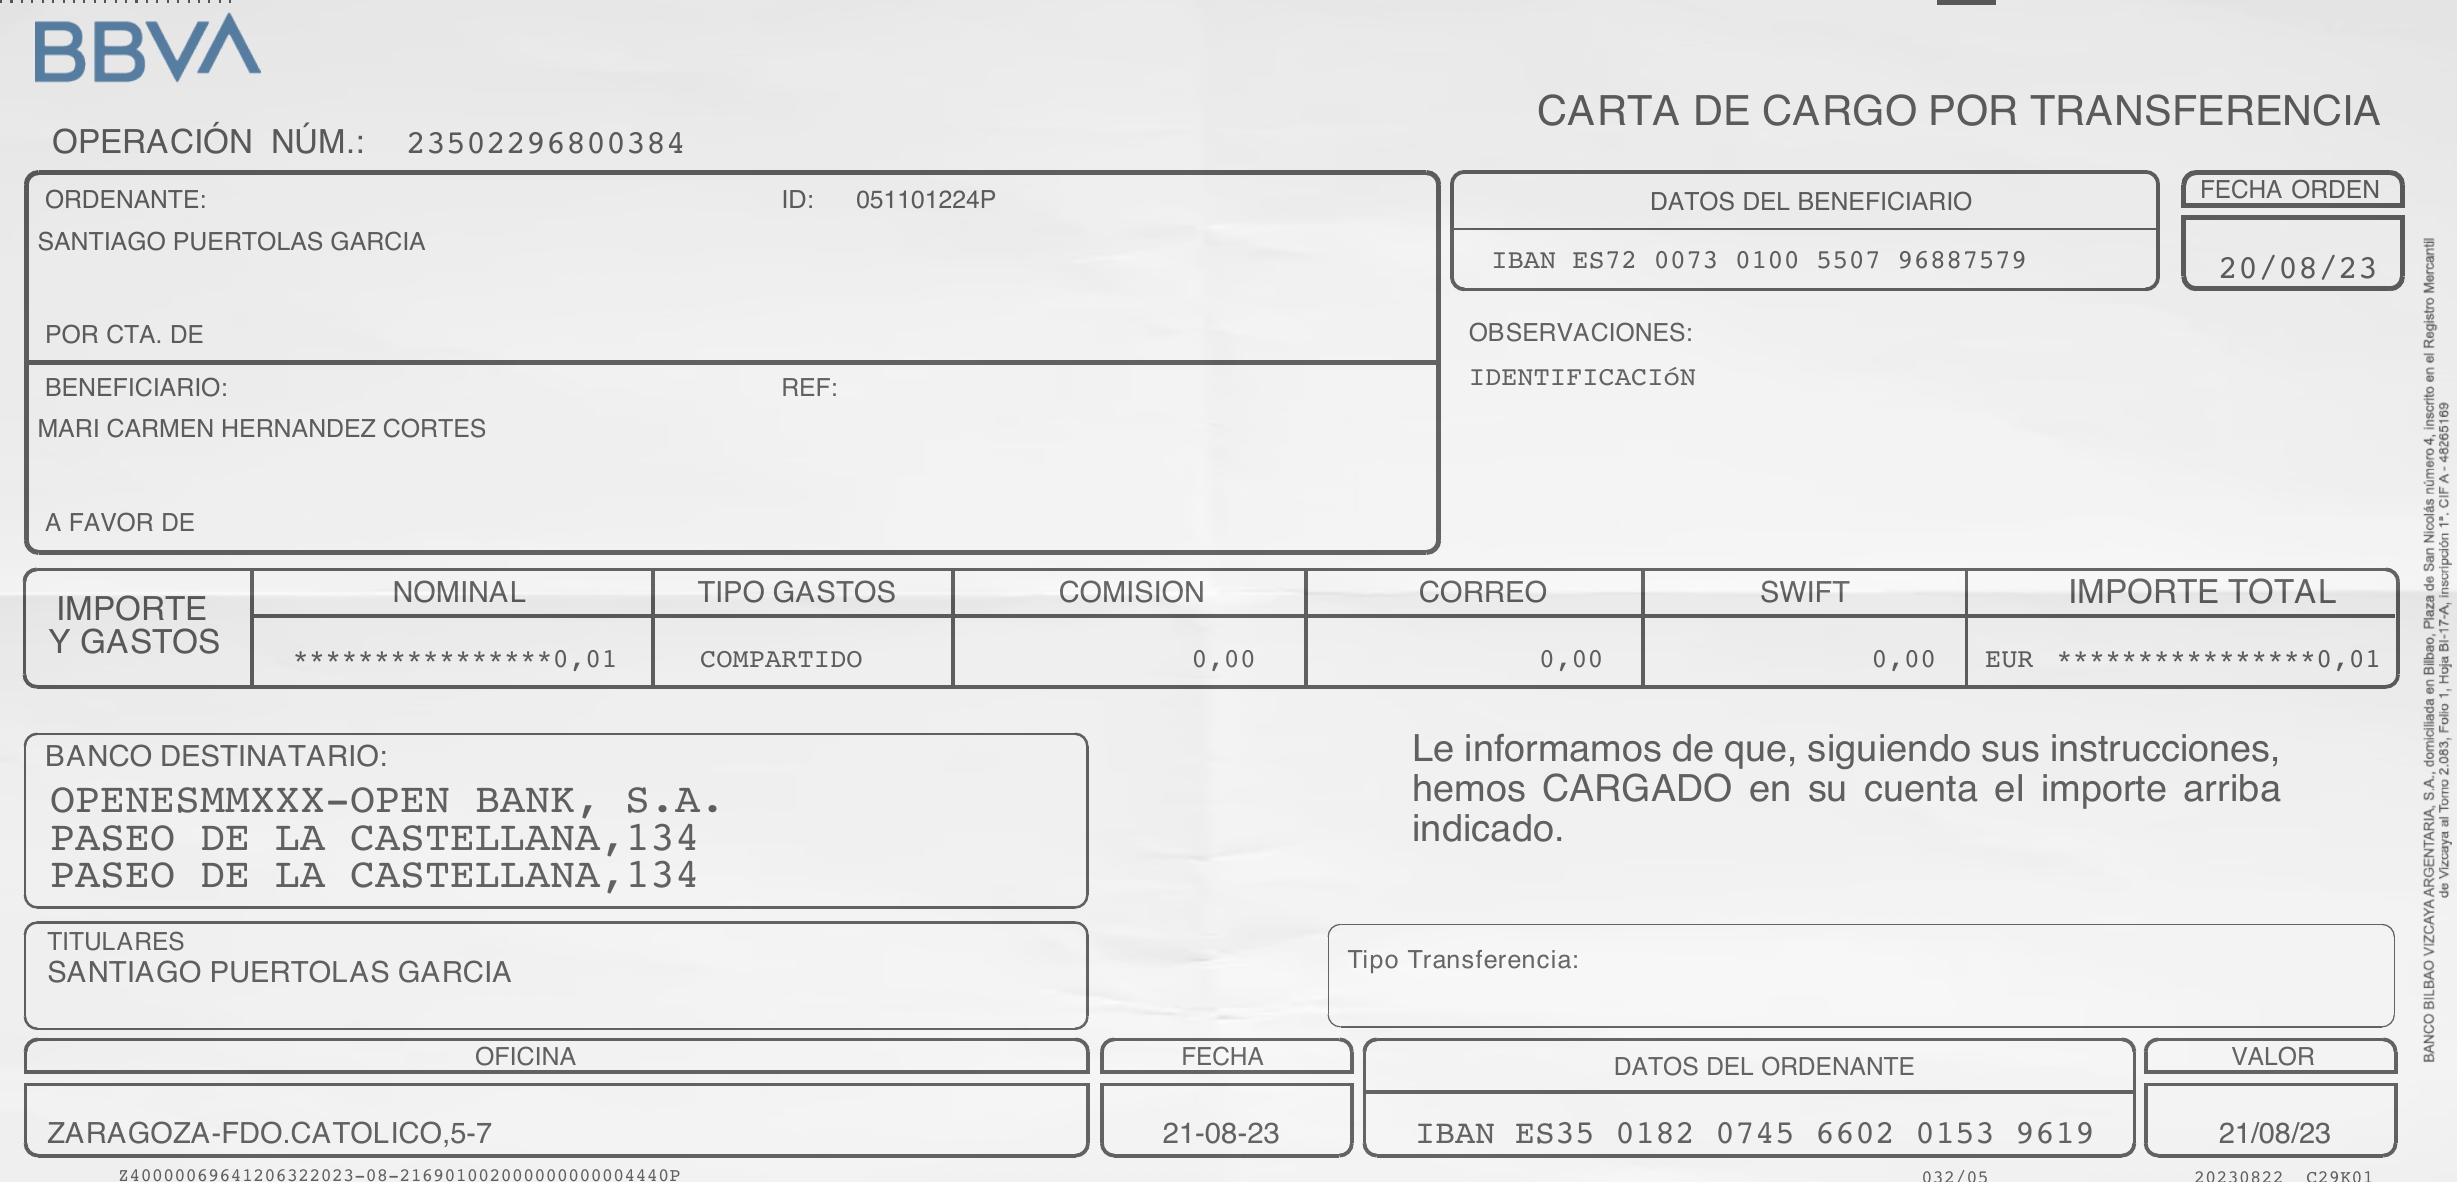 BBVA
CARTA DE CARGO POR TRANSFERENCIA
OPERACIÓN NÚM.: 23502296800384
ORDENANTE: ID: 051101224P
SANTIAGO PUERTOLAS GARCIA
POR CTA. DE
BENEFICIARIO: REF:
MARI CARMEN HERNANDEZ CORTES
A FAVOR DE
DATOS DEL BENEFICIARIO
IBAN ES72 0073 0100 5507 96887579
FECHA ORDEN
20/08/23
OBSERVACIONES:
IDENTIFICACIóN
IMPORTE
Y GASTOS
NOMINAL TIPO GASTOS COMISION CORREO SWIFT IMPORTE TOTAL
****************0,01 COMPARTIDO 0,00 0,00 0,00 EUR ****************0,01
BANCO DESTINATARIO:
OPENESMMXXX-OPEN BANK, S.A.
PASEO DE LA CASTELLANA,134
PASEO DE LA CASTELLANA,134
Le informamos de que, siguiendo sus instrucciones,
hemos CARGADO en su cuenta el importe arriba
indicado.
TITULARES
SANTIAGO PUERTOLAS GARCIA
Tipo Transferencia:
OFICINA FECHA DATOS DEL ORDENANTE VALOR
ZARAGOZA-FDO.CATOLICO,5-7 21-08-23 IBAN ES35 0182 0745 6602 0153 9619 21/08/23
Z40000069641206322023-08-2169010020000000000004440P 032/05 20230822 C29K01
BANCO BILBAO VIZCAYA ARGENTARIA, S.A., domiciliada en Bilbao, Plaza de San Nicolás número 4, inscrito en el Registro Mercantil
de Vizcaya al Tomo 2.083, Folio 1, Hoja BI-17-A, inscripción 1ª. CIF A - 48265169